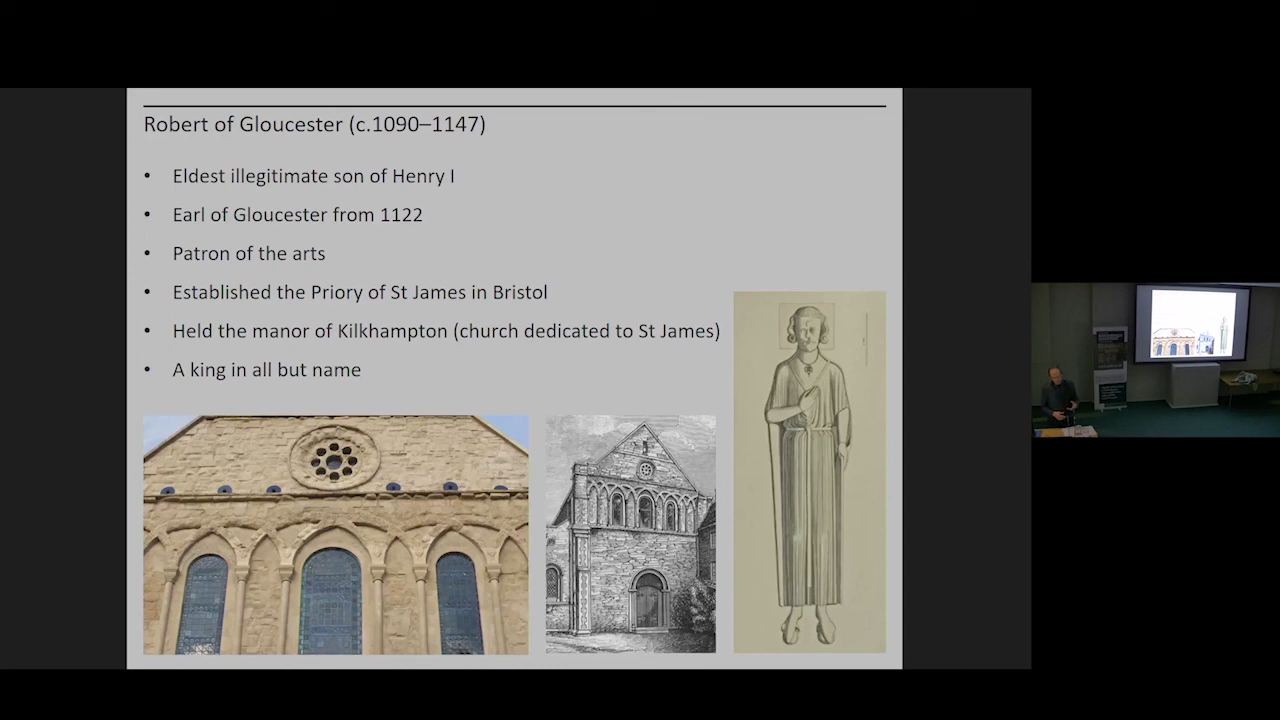 Robert of Gloucester (c.1090–1147)
• Eldest illegitimate son of Henry I
• Earl of Gloucester from 1122
• Patron of the arts
• Established the Priory of St James in Bristol
• Held the manor of Kilkhampton (church dedicated to St James)
• A king in all but name